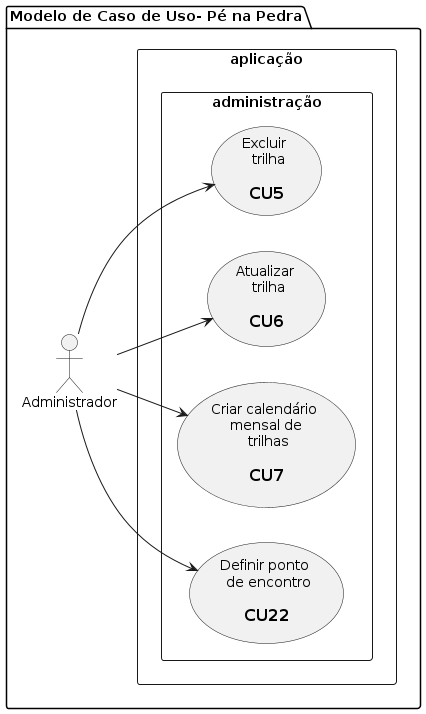 Modelo de Caso de Uso- Pé na Pedra
aplicação
administração
Excluir
trilha
CU5
Atualizar
trilha
CU6
Administrador
Criar calendário
mensal de
trilhas
CU7
Definir ponto
de encontro
CU22